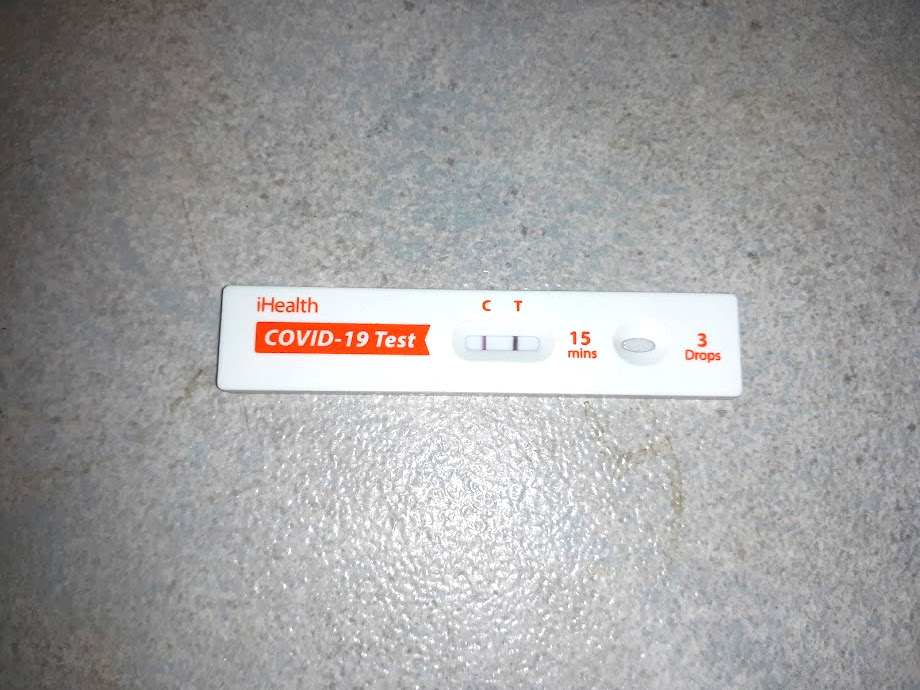 iHealth
COVID-19 Test
C T
15
mins
3
Drops